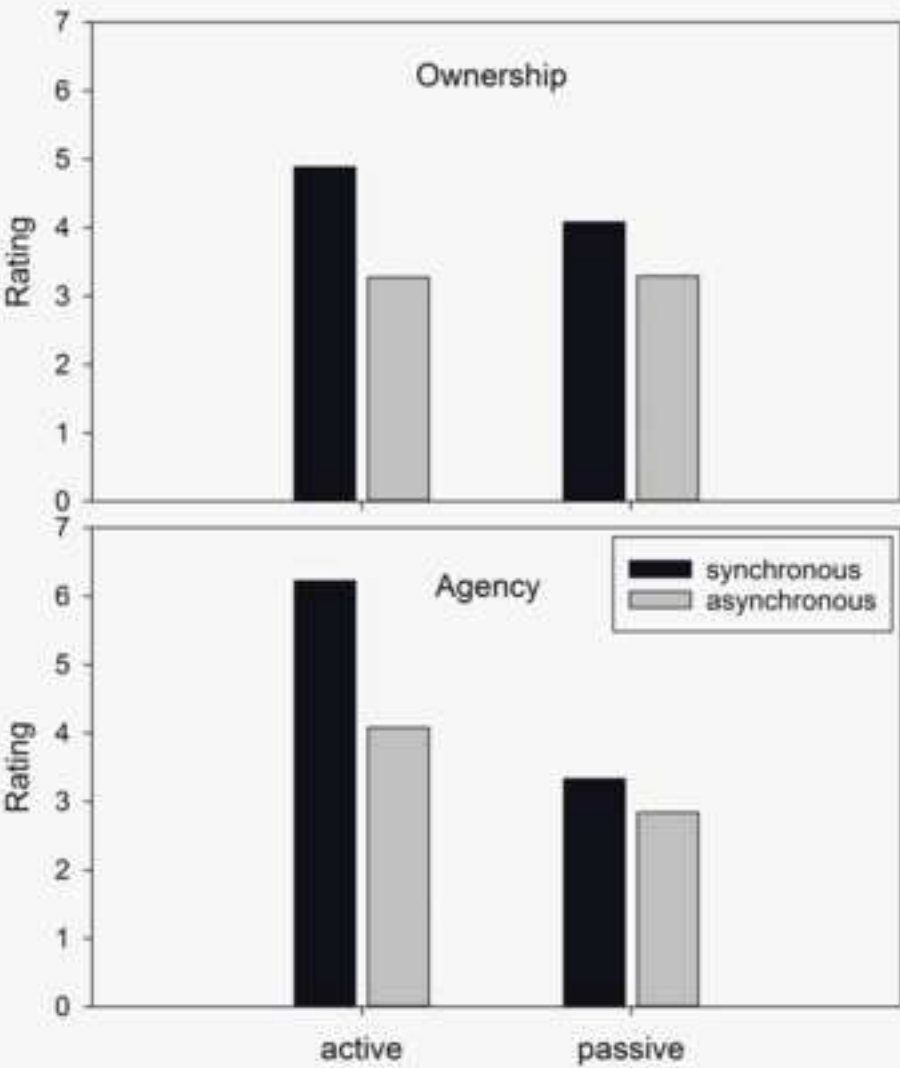 7
Ownership
6
5
4
3
2
1
0
Rating
7
Agency
6
5
4
3
2
1
0
Rating
synchronous
asynchronous
active passive